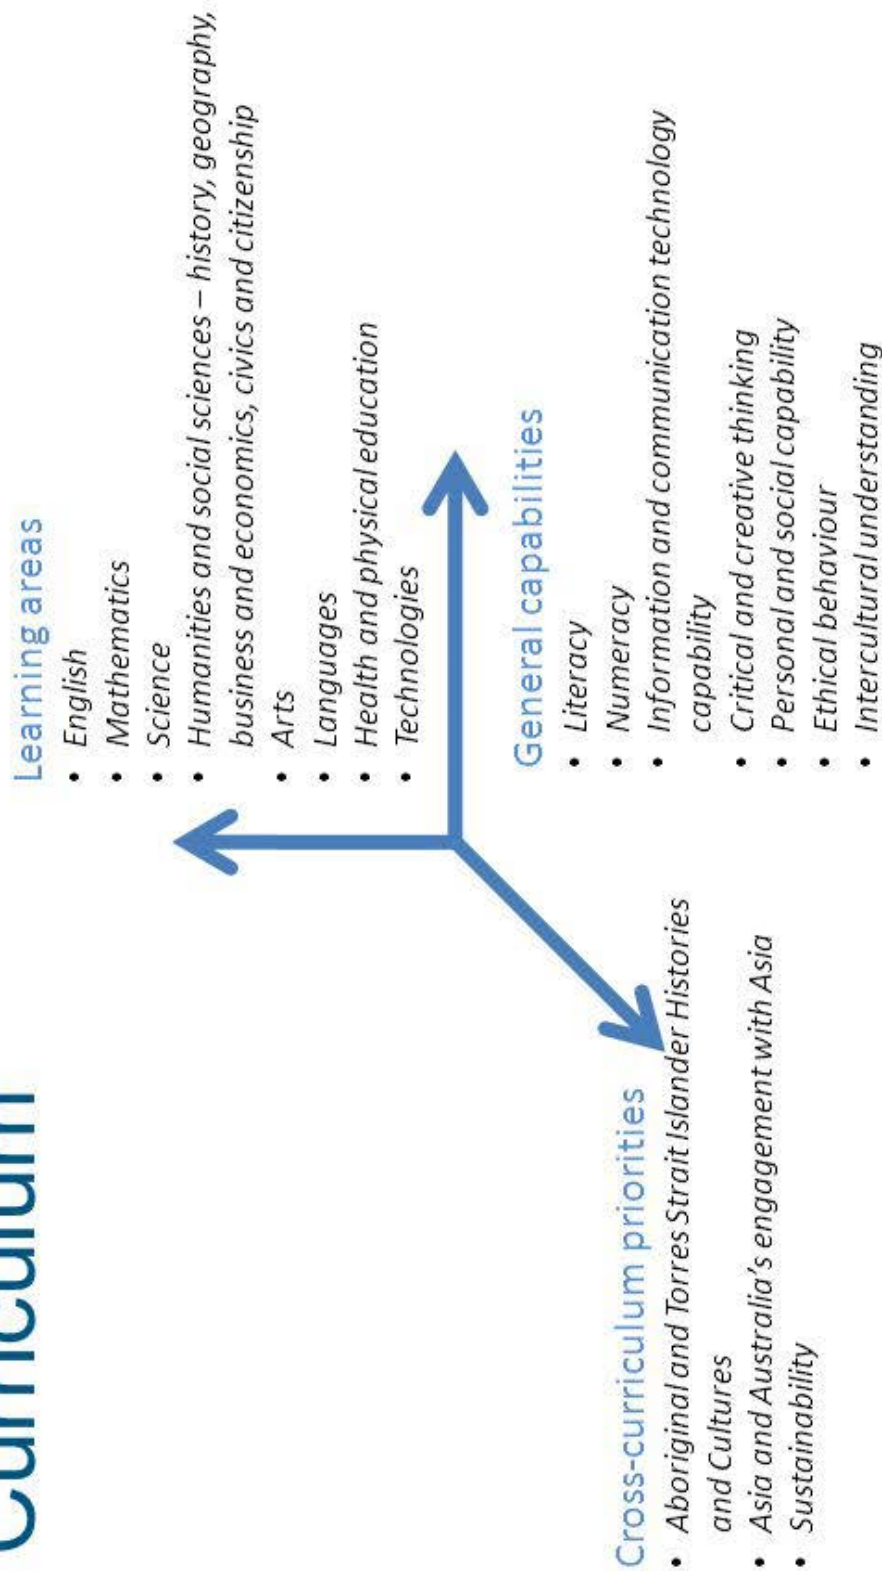 Curriculum
Learning areas
• English
• Mathematics
• Science
• Humanities and social sciences – history, geography,
business and economics, civics and citizenship
• Arts
• Languages
• Health and physical education
• Technologies
General capabilities
• Literacy
• Numeracy
• Information and communication technology
capability
• Critical and creative thinking
• Personal and social capability
• Ethical behaviour
• Intercultural understanding
Cross-curriculum priorities
• Aboriginal and Torres Strait Islander Histories
and Cultures
• Asia and Australia's engagement with Asia
• Sustainability